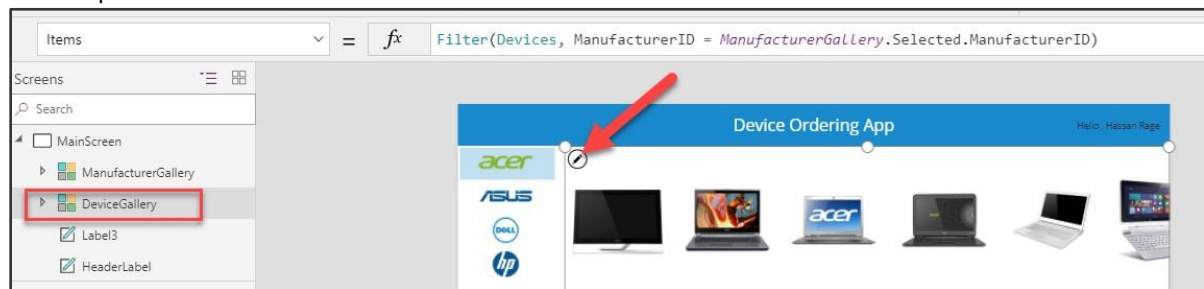 Items = fx Filter(Devices, ManufacturerID = ManufacturerGallery.Selected.ManufacturerID)
Screens
Search
MainScreen
ManufacturerGallery
DeviceGallery
Label3
HeaderLabel
Device Ordering App Hello , Hassan Rage
acer
ASUS
DELL
hp
acer